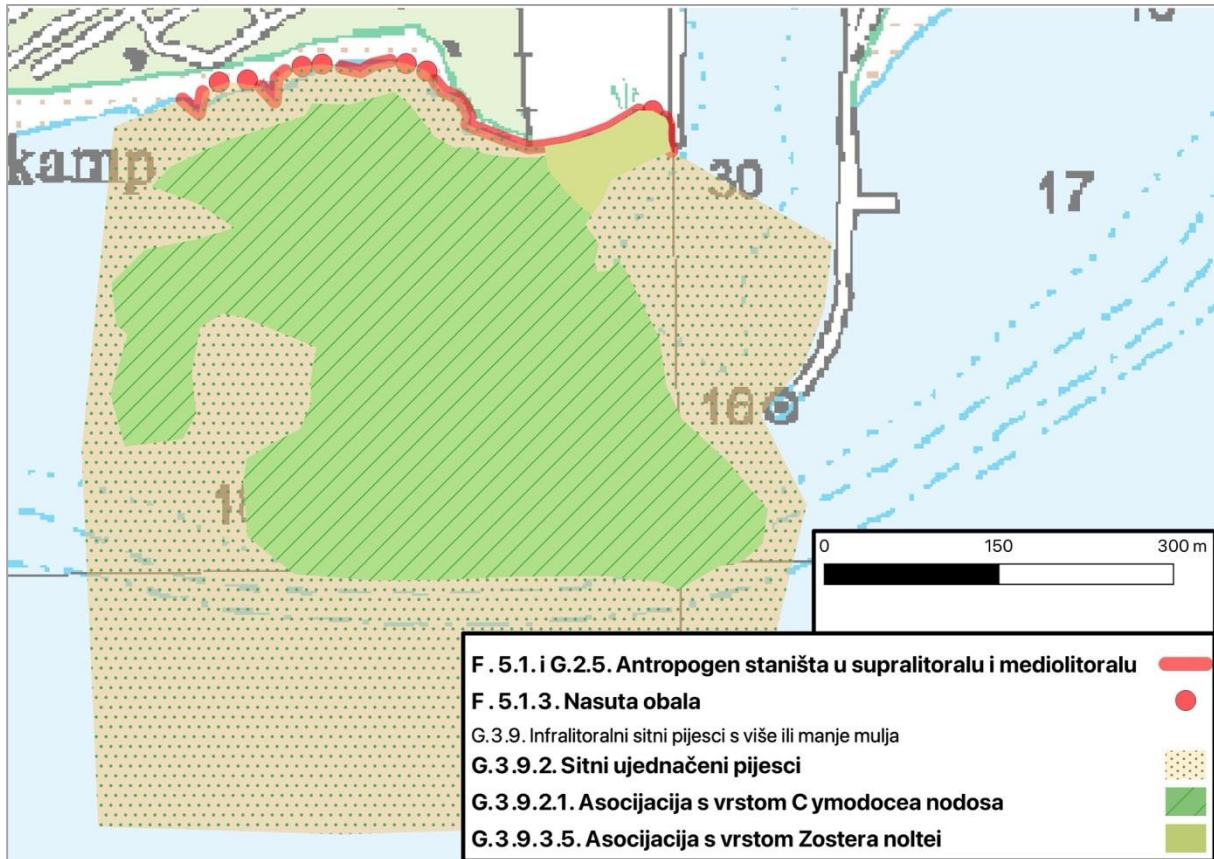 kamp
30
17
16
0 150 300 m
F. 5.1. i G.2.5. Antropogen staništa u supralitoralu i mediolitoralu
F. 5.1.3. Nasuta obala
G.3.9. Infralitoralni sitni pijesci s više ili manje mulja
G.3.9.2. Sitni ujednačeni pijesci
G.3.9.2.1. Asocijacija s vrstom C ymodocea nodosa
G.3.9.3.5. Asocijacija s vrstom Zostera noltei